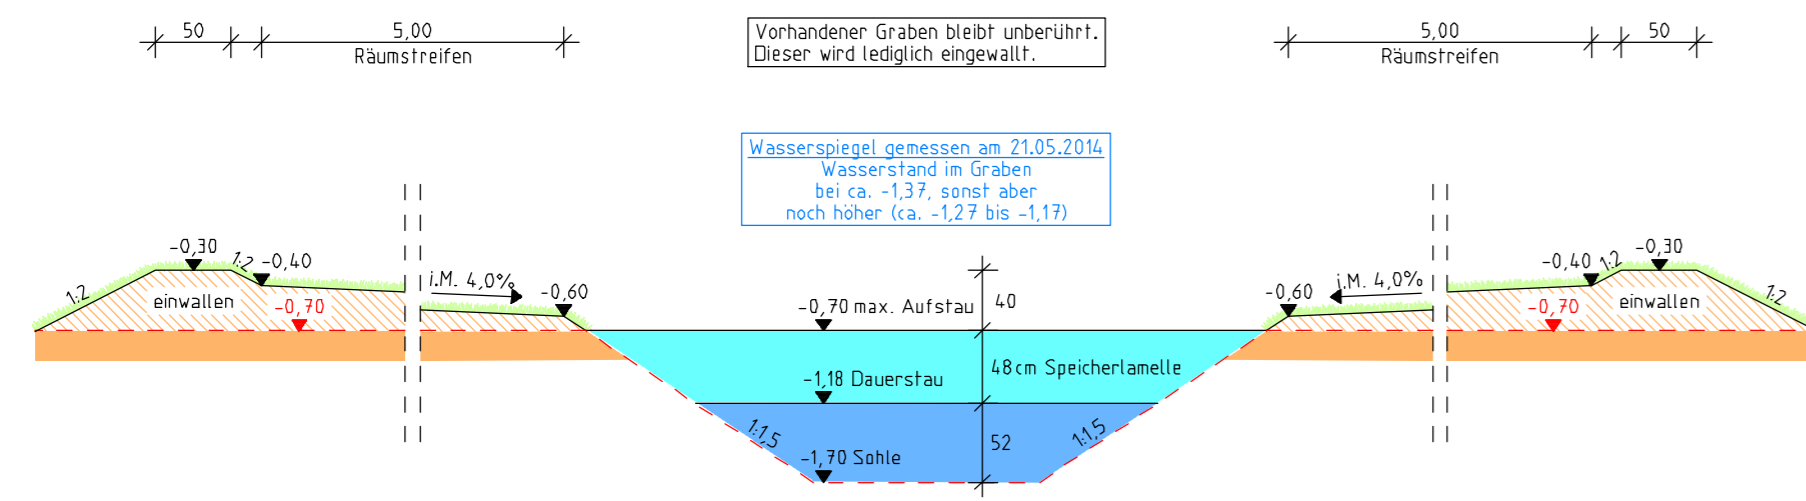 50
5,00
Räumstreifen
Vorhandener Graben bleibt unberührt.
Dieser wird lediglich eingewallt.
5,00
50
Räumstreifen
Wasserspiegel gemessen am 21.05.2014
Wasserstand im Graben
bei ca. -1,37, sonst aber
noch höher (ca. -1,27 bis -1,17)
1:2
-0,30
1:2
-0,40
einwallen
-0,70
i.M. 4,0%
-0,60
-0,70 max. Aufstau
40
-0,60
i.M. 4,0%
-0,40
1:2
-0,30
1:2
-0,70
einwallen
-1,18 Dauerstau
48cm Speicherlamelle
1:1,5
-1,70 Sohle
52
1:1,5